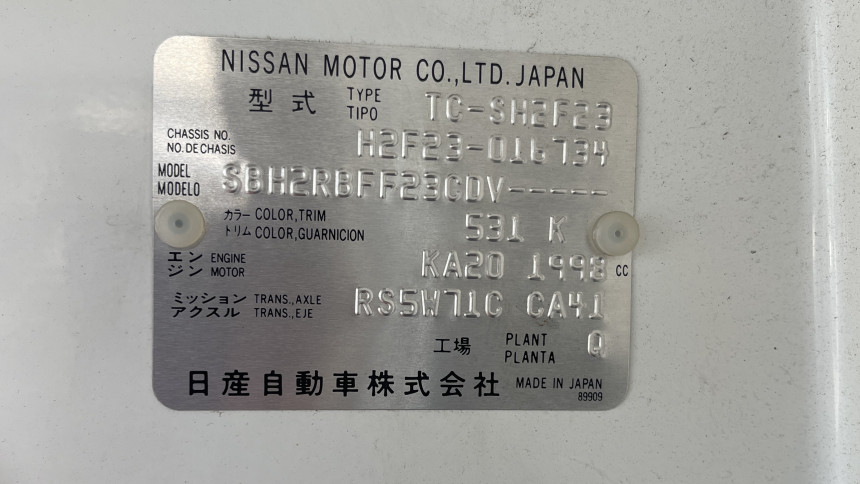 NISSAN MOTOR CO.,LTD. JAPAN
型式 TYPE TIPO TC-SH2F23
CHASSIS NO. NO.DE CHASIS H2F23-016734
MODEL MODELO SBH2RBFF23CDV-----
カラー COLOR,TRIM
トリム COLOR,GUARNICION 531 K
エン ENGINE
ジン MOTOR KA20 1998 CC
ミッション TRANS.,AXLE
アクスル TRANS.,EJE RS5W71C CA41
工場 PLANT PLANTA Q
日産自動車株式会社 MADE IN JAPAN
89909